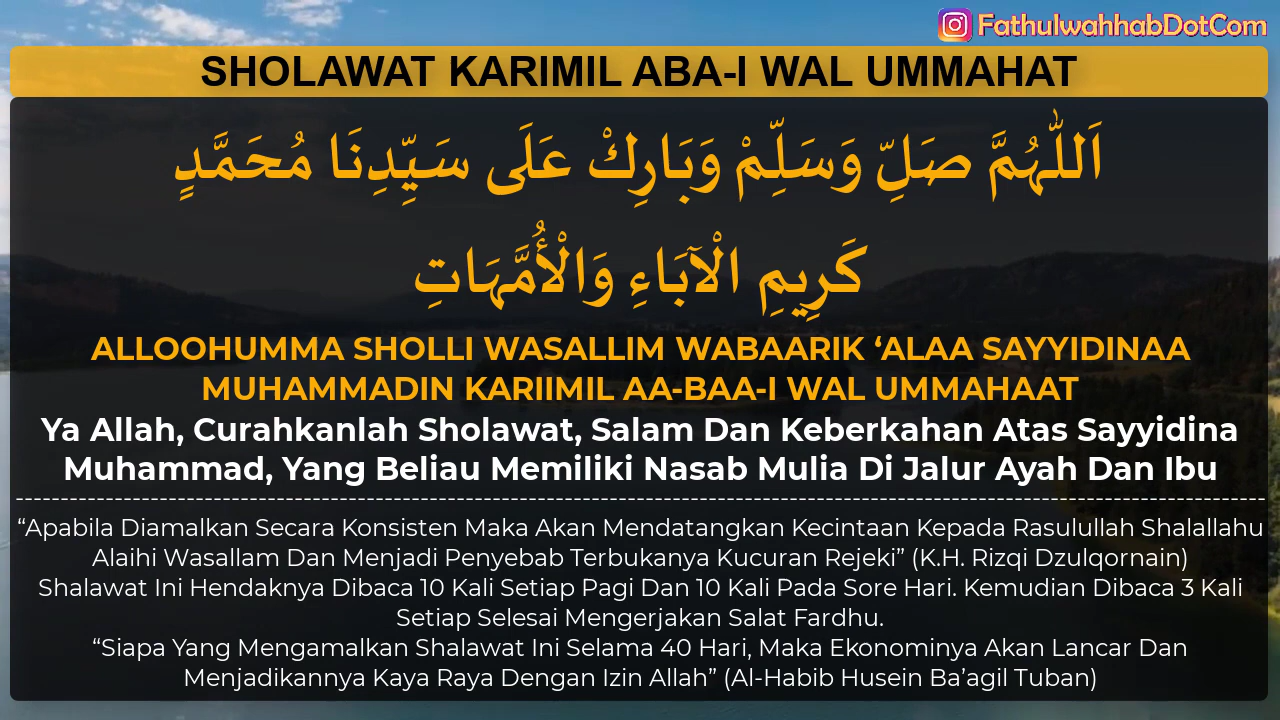 FathulwahhabDotCom
SHOLAWAT KARIMIL ABA-I WAL UMMAHAT
اَللّٰهُمَّ صَلِّ وَسَلِّمْ وَبَارِكْ عَلَى سَيِّدِنَا مُحَمَّدٍ
كَرِيمِ الْآبَاءِ وَالْأُمَّهَاتِ
ALLOOHUMMA SHOLLI WASALLIM WABAARIK ‘ALAA SAYYIDINAA
MUHAMMADIN KARIIMIL AA-BAA-I WAL UMMAHAAT
Ya Allah, Curahkanlah Sholawat, Salam Dan Keberkahan Atas Sayyidina
Muhammad, Yang Beliau Memiliki Nasab Mulia Di Jalur Ayah Dan Ibu
“Apabila Diamalkan Secara Konsisten Maka Akan Mendatangkan Kecintaan Kepada Rasulullah Shalallahu
Alaihi Wasallam Dan Menjadi Penyebab Terbukanya Kucuran Rejeki” (K.H. Rizqi Dzulqornain)
Shalawat Ini Hendaknya Dibaca 10 Kali Setiap Pagi Dan 10 Kali Pada Sore Hari. Kemudian Dibaca 3 Kali
Setiap Selesai Mengerjakan Salat Fardhu.
“Siapa Yang Mengamalkan Shalawat Ini Selama 40 Hari, Maka Ekonominya Akan Lancar Dan
Menjadikannya Kaya Raya Dengan Izin Allah” (Al-Habib Husein Ba’agil Tuban)